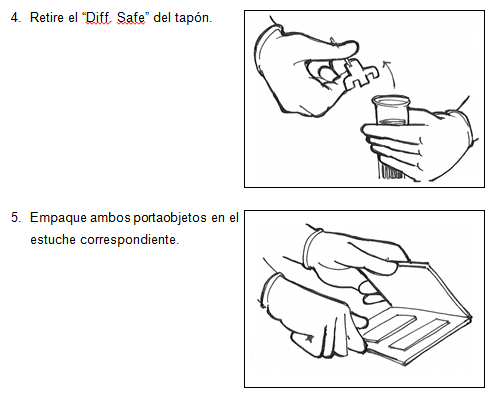 4. Retire el “Diff. Safe” del tapón.
5. Empaque ambos portaobjetos en el
estuche correspondiente.